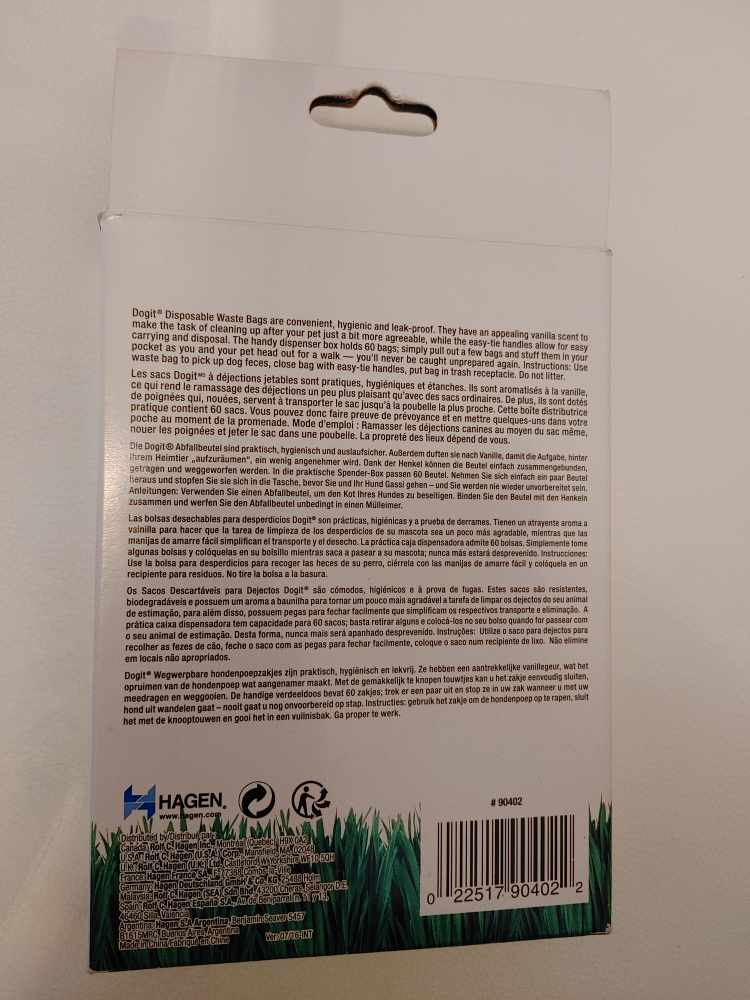 Dogit® Disposable Waste Bags are convenient, hygienic and leak-proof. They have an appealing vanilla scent to
make the task of cleaning up after your pet just a bit more agreeable, while the easy-tie handles allow for easy
carrying and disposal. The handy dispenser box holds 60 bags; simply pull out a few bags and stuff them in your
pocket as you and your pet head out for a walk — you'll never be caught unprepared again. Instructions: Use
waste bag to pick up dog feces, close bag with easy-tie handles, put bag in trash receptacle. Do not litter.
Les sacs Dogitᴹᴳ à déjections jetables sont pratiques, hygiéniques et étanches. Ils sont aromatisés à la vanille,
ce qui rend le ramassage des déjections un peu plus plaisant qu'avec des sacs ordinaires. De plus, ils sont dotés
de poignées qui, nouées, servent à transporter le sac jusqu'à la poubelle la plus proche. Cette boîte distributrice
pratique contient 60 sacs. Vous pouvez donc faire preuve de prévoyance et en mettre quelques-uns dans votre
poche au moment de la promenade. Mode d'emploi : Ramasser les déjections canines au moyen du sac même,
nouer les poignées et jeter le sac dans une poubelle. La propreté des lieux dépend de vous.
Die Dogit® Abfallbeutel sind praktisch, hygienisch und auslaufsicher. Außerdem duften sie nach Vanille, damit die Aufgabe, hinter
Ihrem Heimtier „aufzuräumen", ein wenig angenehmer wird. Dank der Henkel können die Beutel einfach zusammengebunden,
getragen und weggeworfen werden. In die praktische Spender-Box passen 60 Beutel. Nehmen Sie sich einfach ein paar Beutel
heraus und stopfen Sie sie sich in die Tasche, bevor Sie und Ihr Hund Gassi gehen – und Sie werden nie wieder unvorbereitet sein.
Anleitungen: Verwenden Sie einen Abfallbeutel, um den Kot Ihres Hundes zu beseitigen. Binden Sie den Beutel mit den Henkeln
zusammen und werfen Sie den Abfallbeutel unbedingt in einen Mülleimer.
Las bolsas desechables para desperdicios Dogit® son prácticas, higiénicas y a prueba de derrames. Tienen un atrayente aroma a
vainilla para hacer que la tarea de limpieza de los desperdicios de su mascota sea un poco más agradable, mientras que las
manijas de amarre fácil simplifican el transporte y el desecho. La práctica caja dispensadora admite 60 bolsas. Simplemente tome
algunas bolsas y colóquelas en su bolsillo mientras saca a pasear a su mascota; nunca más estará desprevenido. Instrucciones:
Use la bolsa para desperdicios para recoger las heces de su perro, ciérrela con las manijas de amarre fácil y colóquela en un
recipiente para residuos. No tire la bolsa a la basura.
Os Sacos Descartáveis para Dejectos Dogit® são cómodos, higiénicos e à prova de fugas. Estes sacos são resistentes,
biodegradáveis e possuem um aroma a baunilha para tornar um pouco mais agradável a tarefa de limpar os dejectos do seu animal
de estimação, para além disso, possuem pegas para fechar facilmente que simplificam os respectivos transporte e eliminação. A
prática caixa dispensadora tem capacidade para 60 sacos; basta retirar alguns e colocá-los no seu bolso quando for passear com
o seu animal de estimação. Desta forma, nunca mais será apanhado desprevenido. Instruções: Utilize o saco para dejectos para
recolher as fezes de cão, feche o saco com as pegas para fechar facilmente, coloque o saco num recipiente de lixo. Não elimine
em locais não apropriados.
Dogit® Wegwerpbare hondenpoepzakjes zijn praktisch, hygiënisch en lekvrij. Ze hebben een aantrekkelijke vanillegeur, wat het
opruimen van de hondenpoep wat aangenamer maakt. Met de gemakkelijk te knopen touwtjes kan u het zakje eenvoudig sluiten,
meedragen en weggooien. De handige verdeeldoos bevat 60 zakjes; trek er een paar uit en stop ze in uw zak wanneer u met uw
hond uit wandelen gaat – nooit gaat u nog onvoorbereid op stap. Instructies: gebruik het zakje om de hondenpoep op te rapen, sluit
het met de knooptouwen en gooi het in een vuilnisbak. Ga proper te werk.
HAGEN®
www.hagen.com
# 90402
Distributed by/Distribué par:
Canada: Rolf C. Hagen Inc., Montreal (Quebec) H9X 0A2
U.S.A.: Rolf C. Hagen (U.S.A.) Corp., Mansfield, MA. 02048
U.K.: Rolf C. Hagen (U.K.) Ltd., Castleford, W.Yorkshire WF10 5QH
France: Hagen France SA., F-77388 Combs la Ville
Germany: Hagen Deutschland GmbH & Co. KG, 25488 Holm
Malaysia: Rolf C. Hagen (SEA) Sdn Bhd, 43200 Cheras, Selangor D.E.
Spain: Rolf C. Hagen España S.A., Av. de Beniparrell n. 11 y 13,
46460 Silla, Valencia
Argentina: Hagen S.A Argentina, Benjamin Seaver 5457
B1615MRC, Buenos Aires, Argentina
Made in China/Fabriqué en Chine
Ver: 07/16-INT
0 22517 90402 2